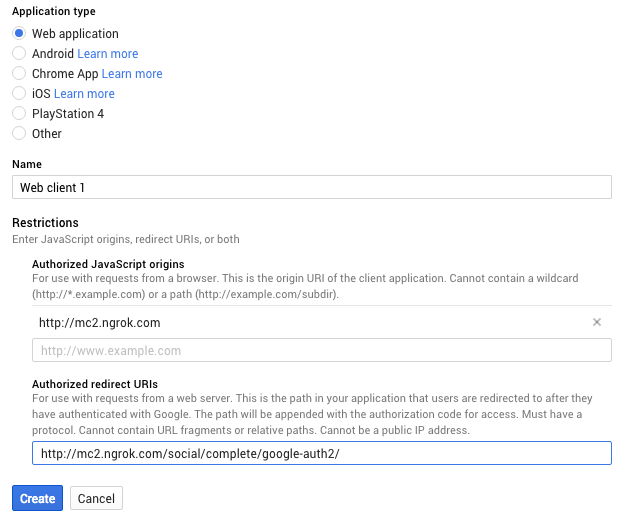 Application type
Web application
Android Learn more
Chrome App Learn more
iOS Learn more
PlayStation 4
Other
Name
Web client 1
Restrictions
Enter JavaScript origins, redirect URIs, or both
Authorized JavaScript origins
For use with requests from a browser. This is the origin URI of the client application. Cannot contain a wildcard
(http://*.example.com) or a path (http://example.com/subdir).
http://mc2.ngrok.com
http://www.example.com
Authorized redirect URIs
For use with requests from a web server. This is the path in your application that users are redirected to after they
have authenticated with Google. The path will be appended with the authorization code for access. Must have a
protocol. Cannot contain URL fragments or relative paths. Cannot be a public IP address.
http://mc2.ngrok.com/social/complete/google-auth2/
Create Cancel